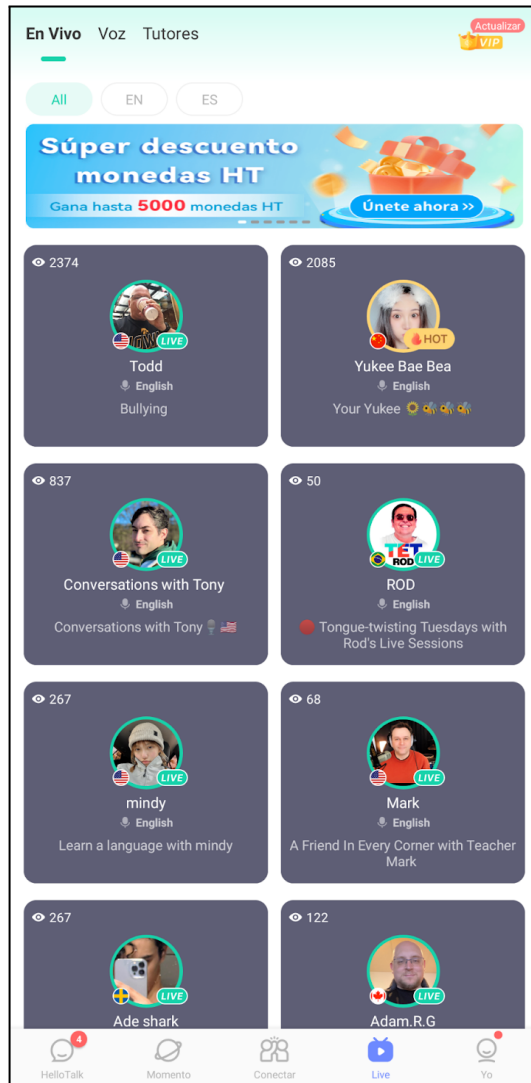 En Vivo Voz Tutores
Actualizar
VIP
All EN ES
Súper descuento
monedas HT
Gana hasta 5000 monedas HT
Únete ahora »
2374
LIVE
Todd
English
Bullying
2085
HOT
Yukee Bae Bea
English
Your Yukee 🌻🐝🐝🐝
837
LIVE
Conversations with Tony
English
Conversations with Tony🎙️🇺🇸
50
TET
ROD
LIVE
ROD
English
🔴 Tongue-twisting Tuesdays with
Rod's Live Sessions
267
LIVE
mindy
English
Learn a language with mindy
68
LIVE
Mark
English
A Friend In Every Corner with Teacher
Mark
267
LIVE
Ade shark
122
LIVE
Adam.R.G
4
HelloTalk Momento Conectar Live Yo